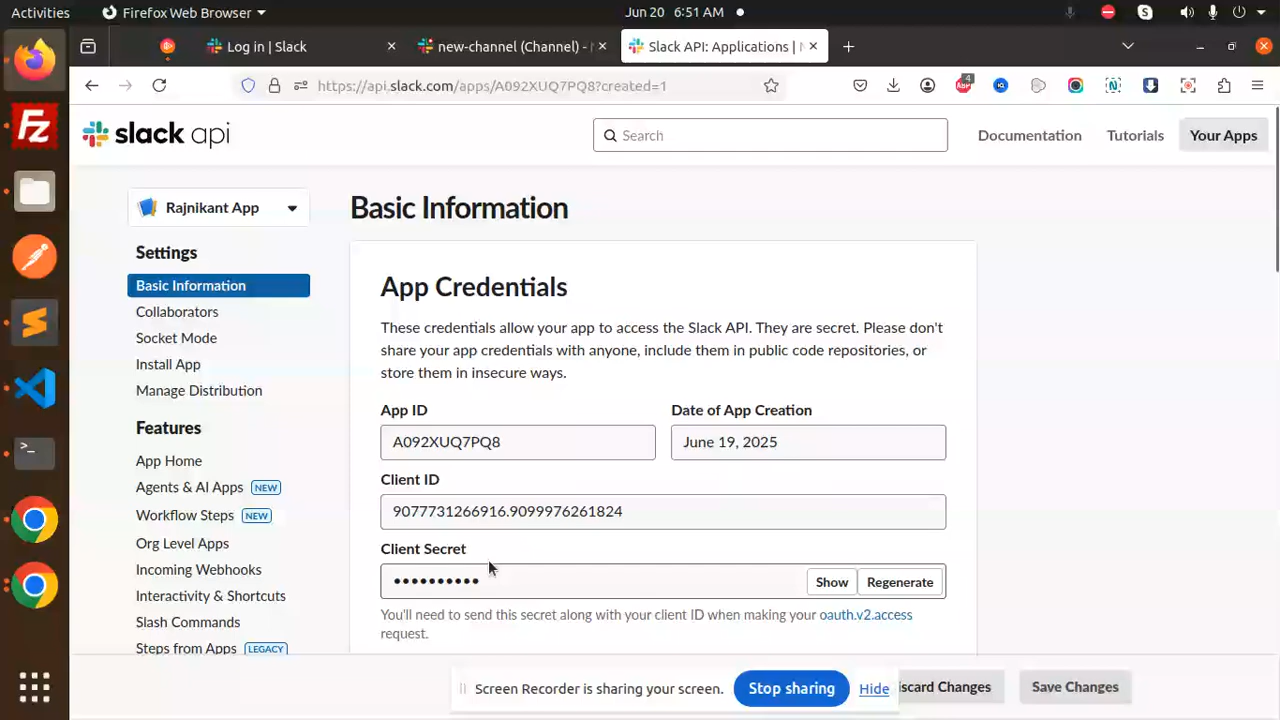 Activities
Firefox Web Browser
Jun 20 6:51 AM
Log in | Slack
new-channel (Channel) -
Slack API: Applications |
https://api.slack.com/apps/A092XUQ7PQ8?created=1
4
slack api
Search
Documentation
Tutorials
Your Apps
Rajnikant App
Settings
Basic Information
Collaborators
Socket Mode
Install App
Manage Distribution
Features
App Home
Agents & AI Apps NEW
Workflow Steps NEW
Org Level Apps
Incoming Webhooks
Interactivity & Shortcuts
Slash Commands
Steps from Apps LEGACY
Basic Information
App Credentials
These credentials allow your app to access the Slack API. They are secret. Please don't
share your app credentials with anyone, include them in public code repositories, or
store them in insecure ways.
App ID
A092XUQ7PQ8
Date of App Creation
June 19, 2025
Client ID
9077731266916.9099976261824
Client Secret
••••••••••
Show
Regenerate
You'll need to send this secret along with your client ID when making your oauth.v2.access
request.
Screen Recorder is sharing your screen.
Stop sharing
Hide
iscard Changes
Save Changes